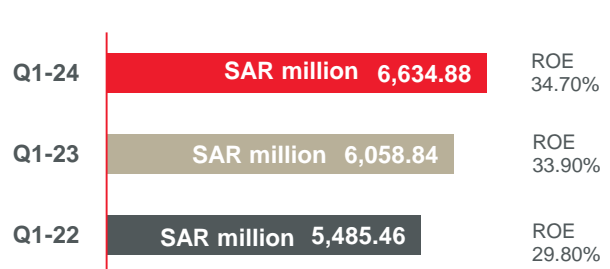 Q1-24 SAR million 6,634.88 ROE
34.70%
Q1-23 SAR million 6,058.84 ROE
33.90%
Q1-22 SAR million 5,485.46 ROE
29.80%